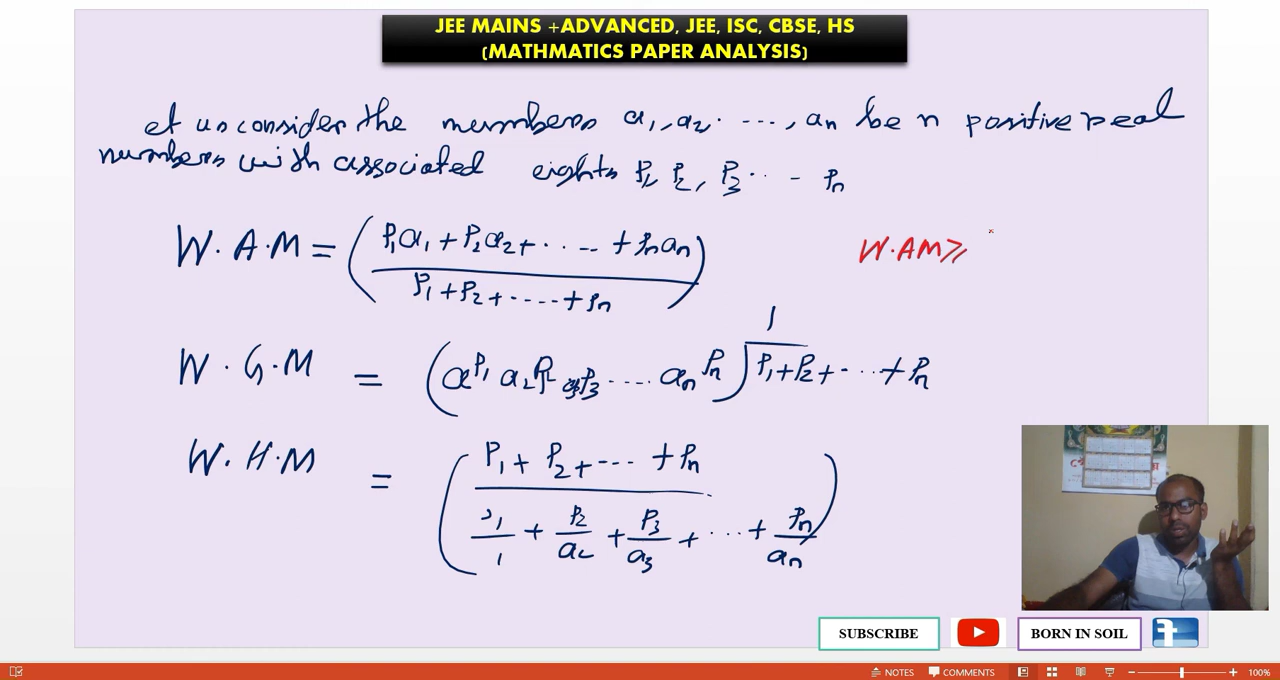 JEE MAINS +ADVANCED, JEE, ISC, CBSE, HS
(MATHMATICS PAPER ANALYSIS)
et us consider the numbers a1, a2, ...., an be n positive real
numbers with associated eights P1, P2, P3 ... - Pn
W.A.M = (P1a1 + P2a2 + ..... + Pnan) / (P1 + P2 + ..... + Pn)
W.AM ≥
W.G.M = (a^P1 a2^P2 a3^P3 .... an^Pn)^(1 / (P1 + P2 + .... + Pn))
W.H.M = (P1 + P2 + ... + Pn) / (1/1 + P2/a2 + P3/a3 + .... + Pn/an)
SUBSCRIBE
BORN IN SOIL
f
NOTES
COMMENTS
100%